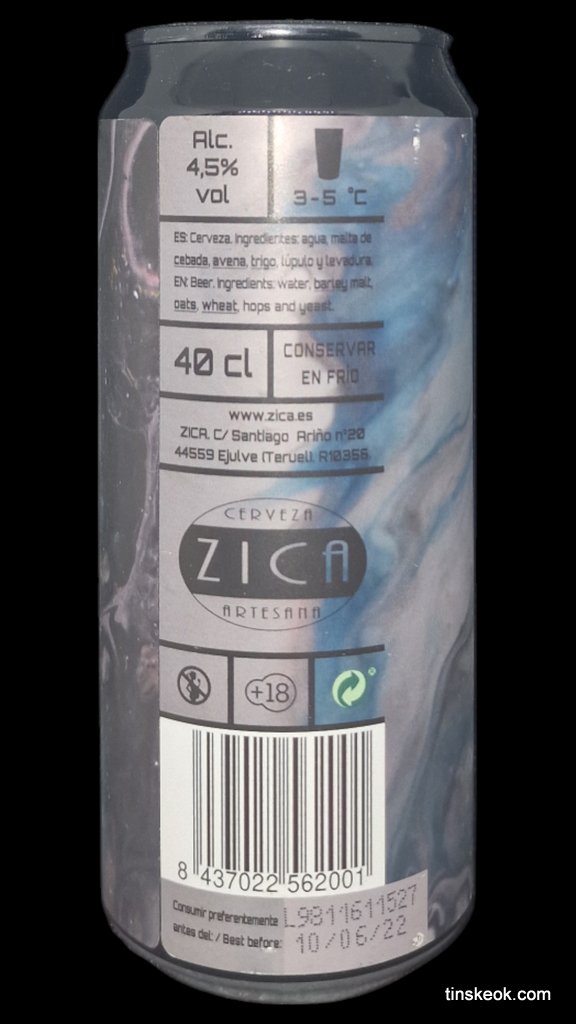 Alc.
4,5%
vol
3-5 °C
ES: Cerveza. Ingredientes: agua, malta de
cebada, avena, trigo, lúpulo y levadura.
EN: Beer. Ingredients: water, barley malt,
oats, wheat, hops and yeast.
40 cl
CONSERVAR
EN FRÍO
www.zica.es
ZICA. C/ Santiago Ariño nº20
44559 Ejulve (Teruel). R10356
CERVEZA
ZICA
ARTESANA
+18
8 437022 562001
Consumir preferentemente
antes del: / Best before:
L9811611527
10/06/22
tinskeok.com